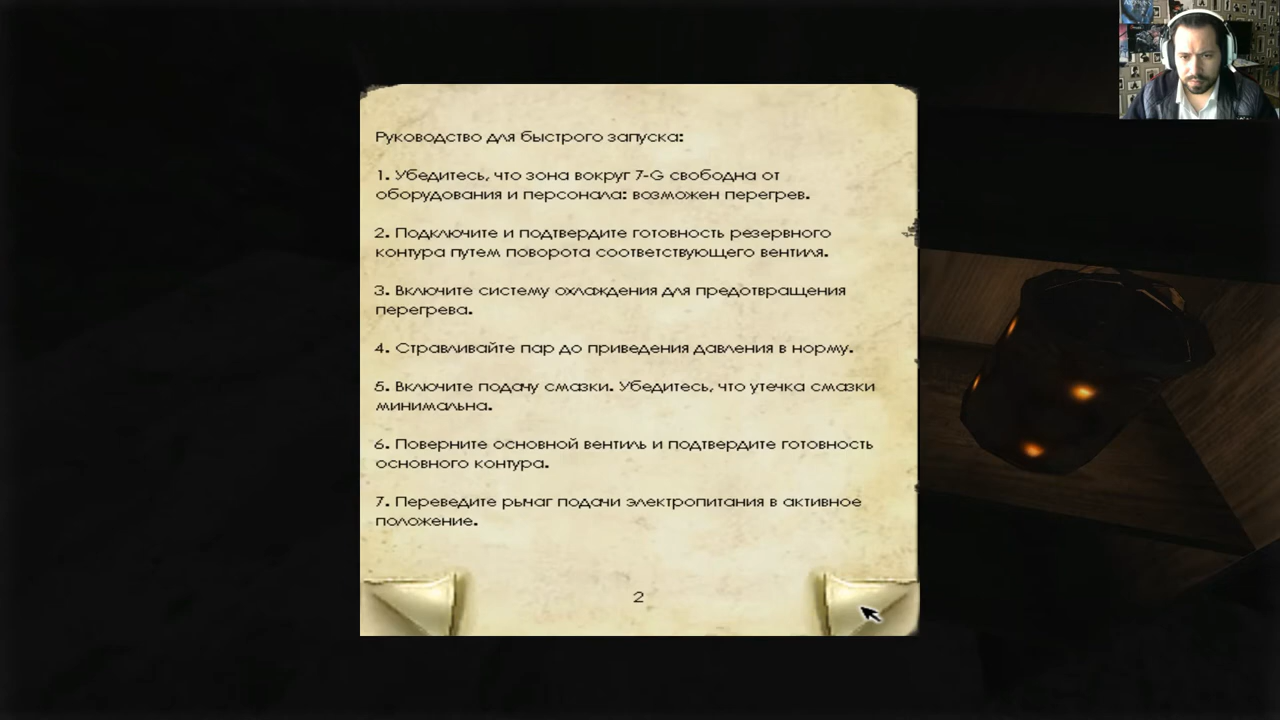 Руководство для быстрого запуска:
1. Убедитесь, что зона вокруг 7-G свободна от
оборудования и персонала: возможен перегрев.
2. Подключите и подтвердите готовность резервного
контура путем поворота соответствующего вентиля.
3. Включите систему охлаждения для предотвращения
перегрева.
4. Стравливайте пар до приведения давления в норму.
5. Включите подачу смазки. Убедитесь, что утечка смазки
минимальна.
6. Поверните основной вентиль и подтвердите готовность
основного контура.
7. Переведите рычаг подачи электропитания в активное
положение.
2